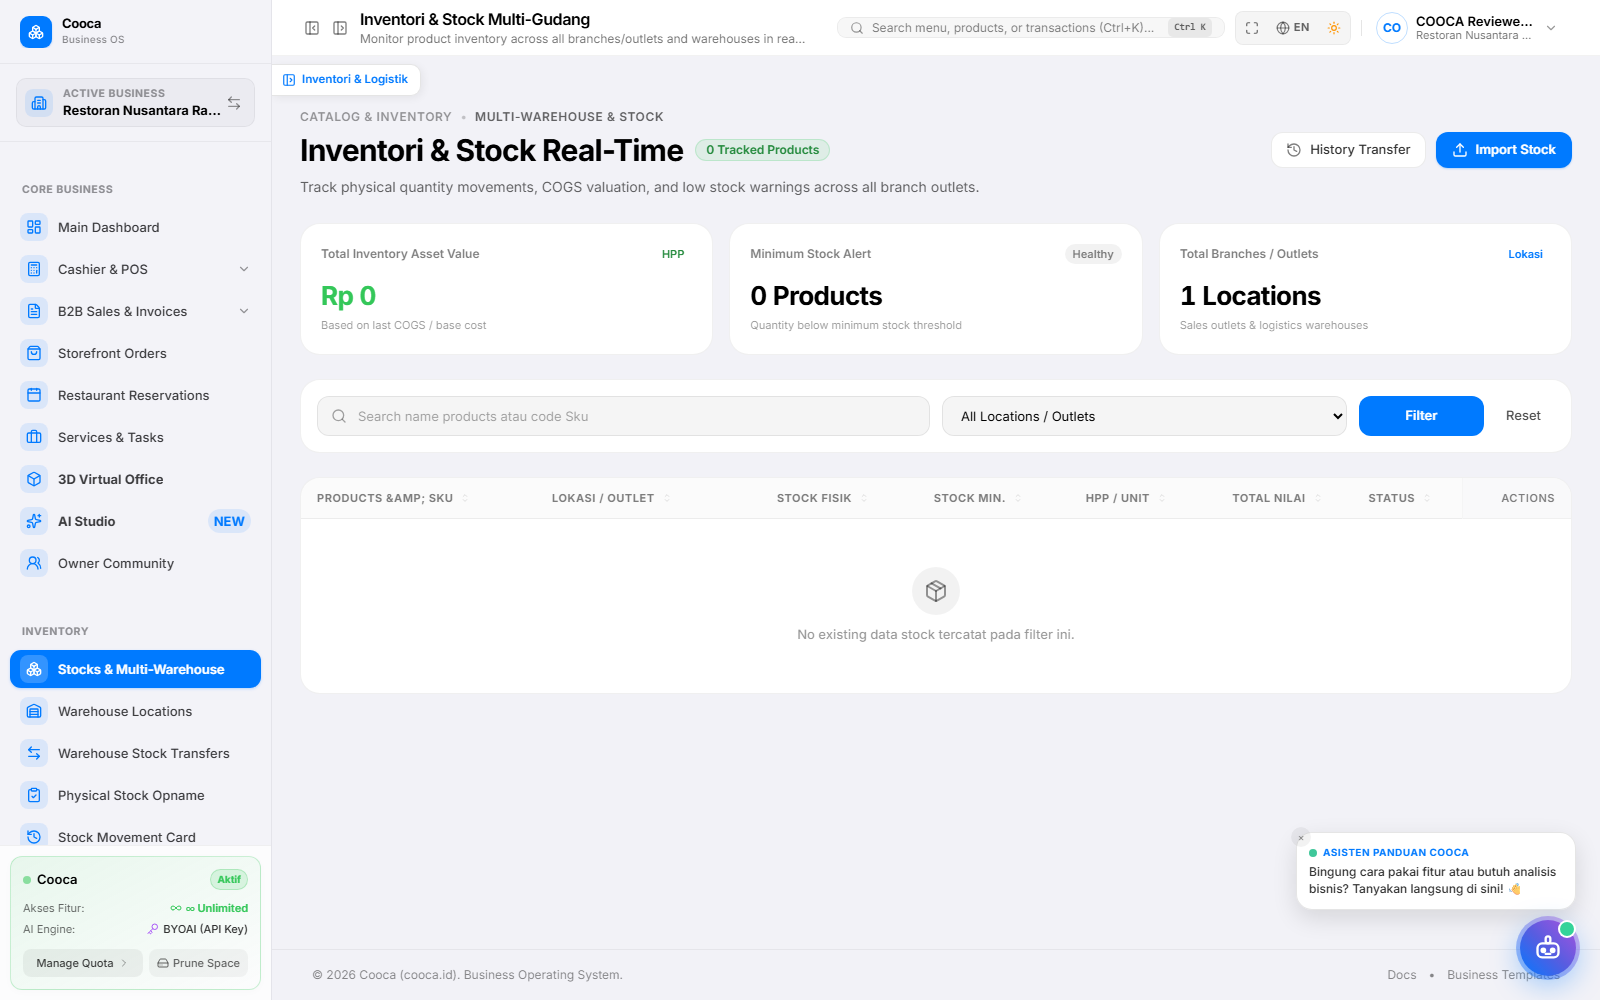 Cooca
Business OS
ACTIVE BUSINESS
Restoran Nusantara Ra...
CORE BUSINESS
Main Dashboard
Cashier & POS
B2B Sales & Invoices
Storefront Orders
Restaurant Reservations
Services & Tasks
3D Virtual Office
AI Studio NEW
Owner Community
INVENTORY
Stocks & Multi-Warehouse
Warehouse Locations
Warehouse Stock Transfers
Physical Stock Opname
Stock Movement Card
Cooca Aktif
Akses Fitur: ∞ Unlimited
AI Engine: BYOAI (API Key)
Manage Quota Prune Space
Inventori & Stock Multi-Gudang
Monitor product inventory across all branches/outlets and warehouses in rea...
Search menu, products, or transactions (Ctrl+K)... Ctrl K
EN
CO
COOCA Reviewe...
Restoran Nusantara ...
Inventori & Logistik
CATALOG & INVENTORY • MULTI-WAREHOUSE & STOCK
Inventori & Stock Real-Time 0 Tracked Products
Track physical quantity movements, COGS valuation, and low stock warnings across all branch outlets.
History Transfer Import Stock
Total Inventory Asset Value HPP
Rp 0
Based on last COGS / base cost
Minimum Stock Alert Healthy
0 Products
Quantity below minimum stock threshold
Total Branches / Outlets Lokasi
1 Locations
Sales outlets & logistics warehouses
Search name products atau code Sku All Locations / Outlets Filter Reset
PRODUCTS &AMP; SKU LOKASI / OUTLET STOCK FISIK STOCK MIN. HPP / UNIT TOTAL NILAI STATUS ACTIONS
No existing data stock tercatat pada filter ini.
×
ASISTEN PANDUAN COOCA
Bingung cara pakai fitur atau butuh analisis
bisnis? Tanyakan langsung di sini! 👋
© 2026 Cooca (cooca.id). Business Operating System.
Docs • Business Templates